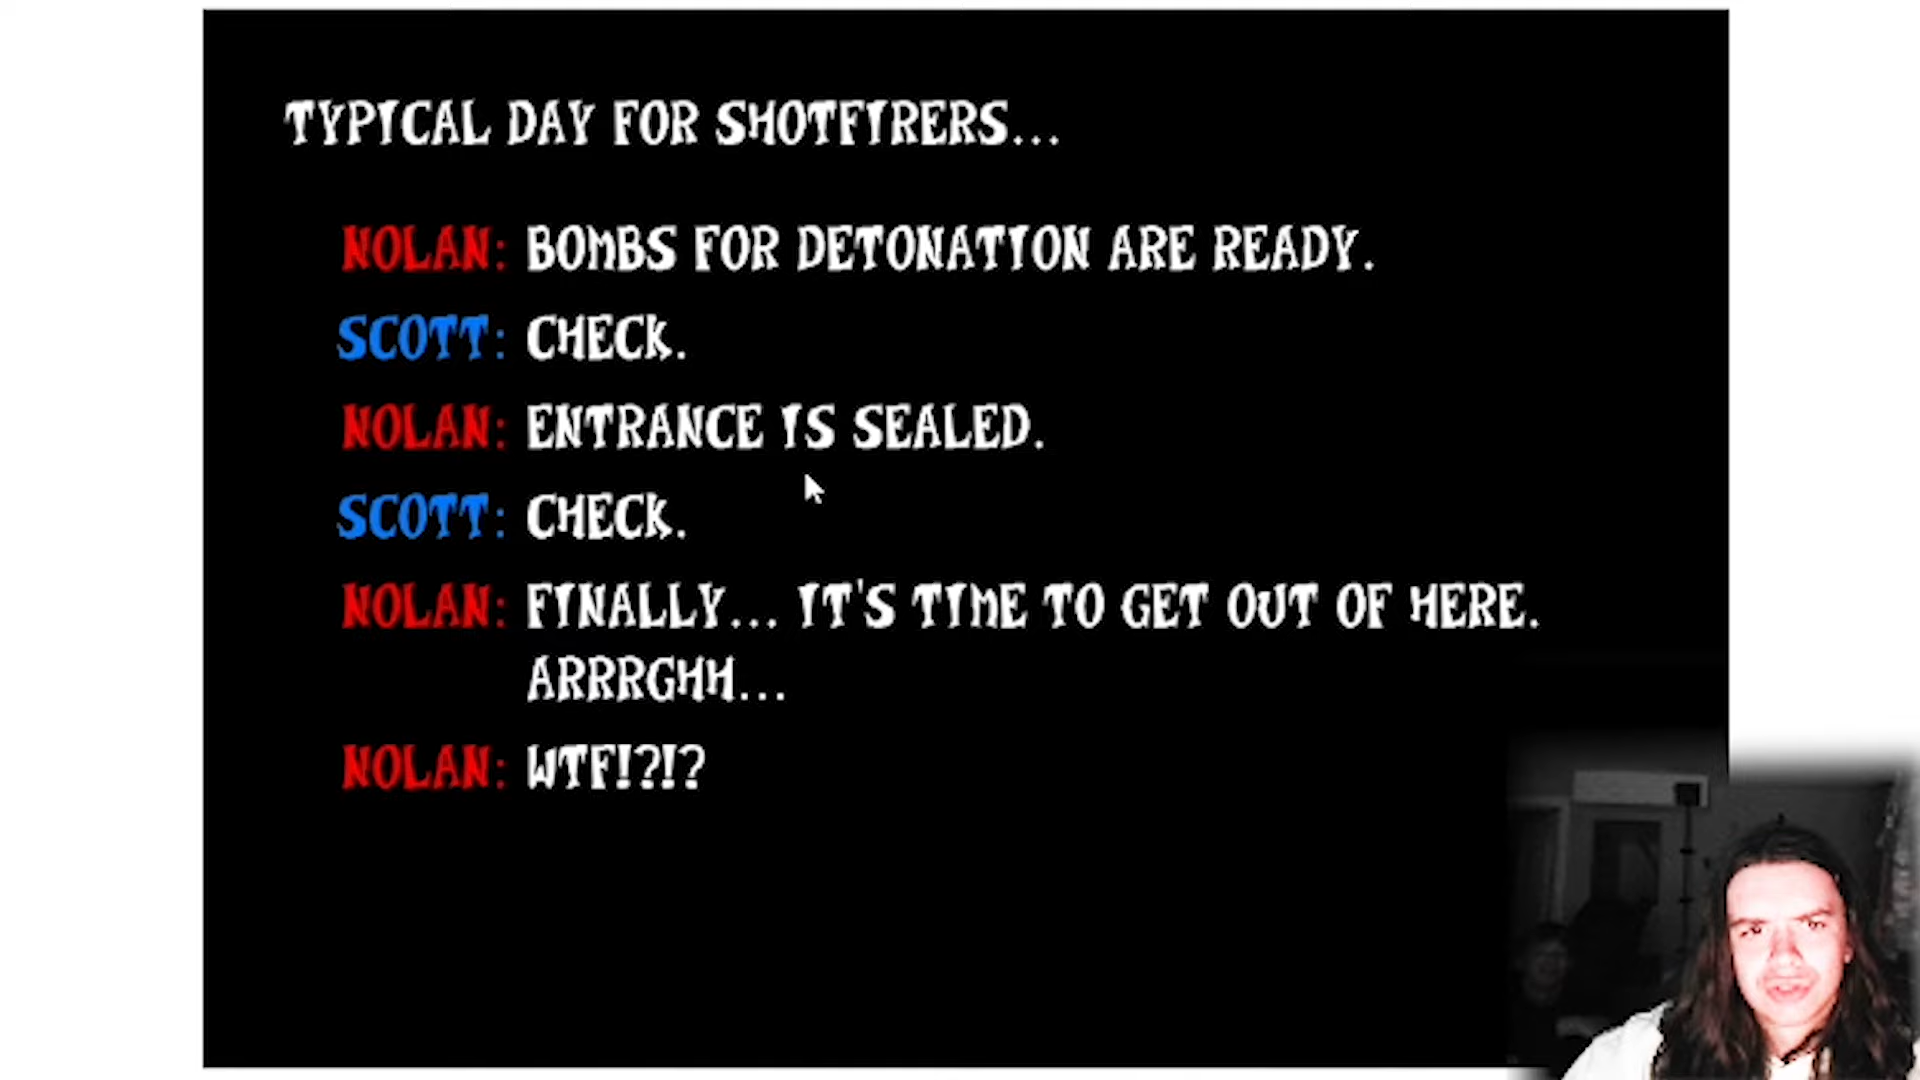 TYPICAL DAY FOR SHOTFIRERS...
NOLAN: BOMBS FOR DETONATION ARE READY.
SCOTT: CHECK.
NOLAN: ENTRANCE IS SEALED.
SCOTT: CHECK.
NOLAN: FINALLY... IT'S TIME TO GET OUT OF HERE.
ARRRGHH...
NOLAN: WTF!?!?